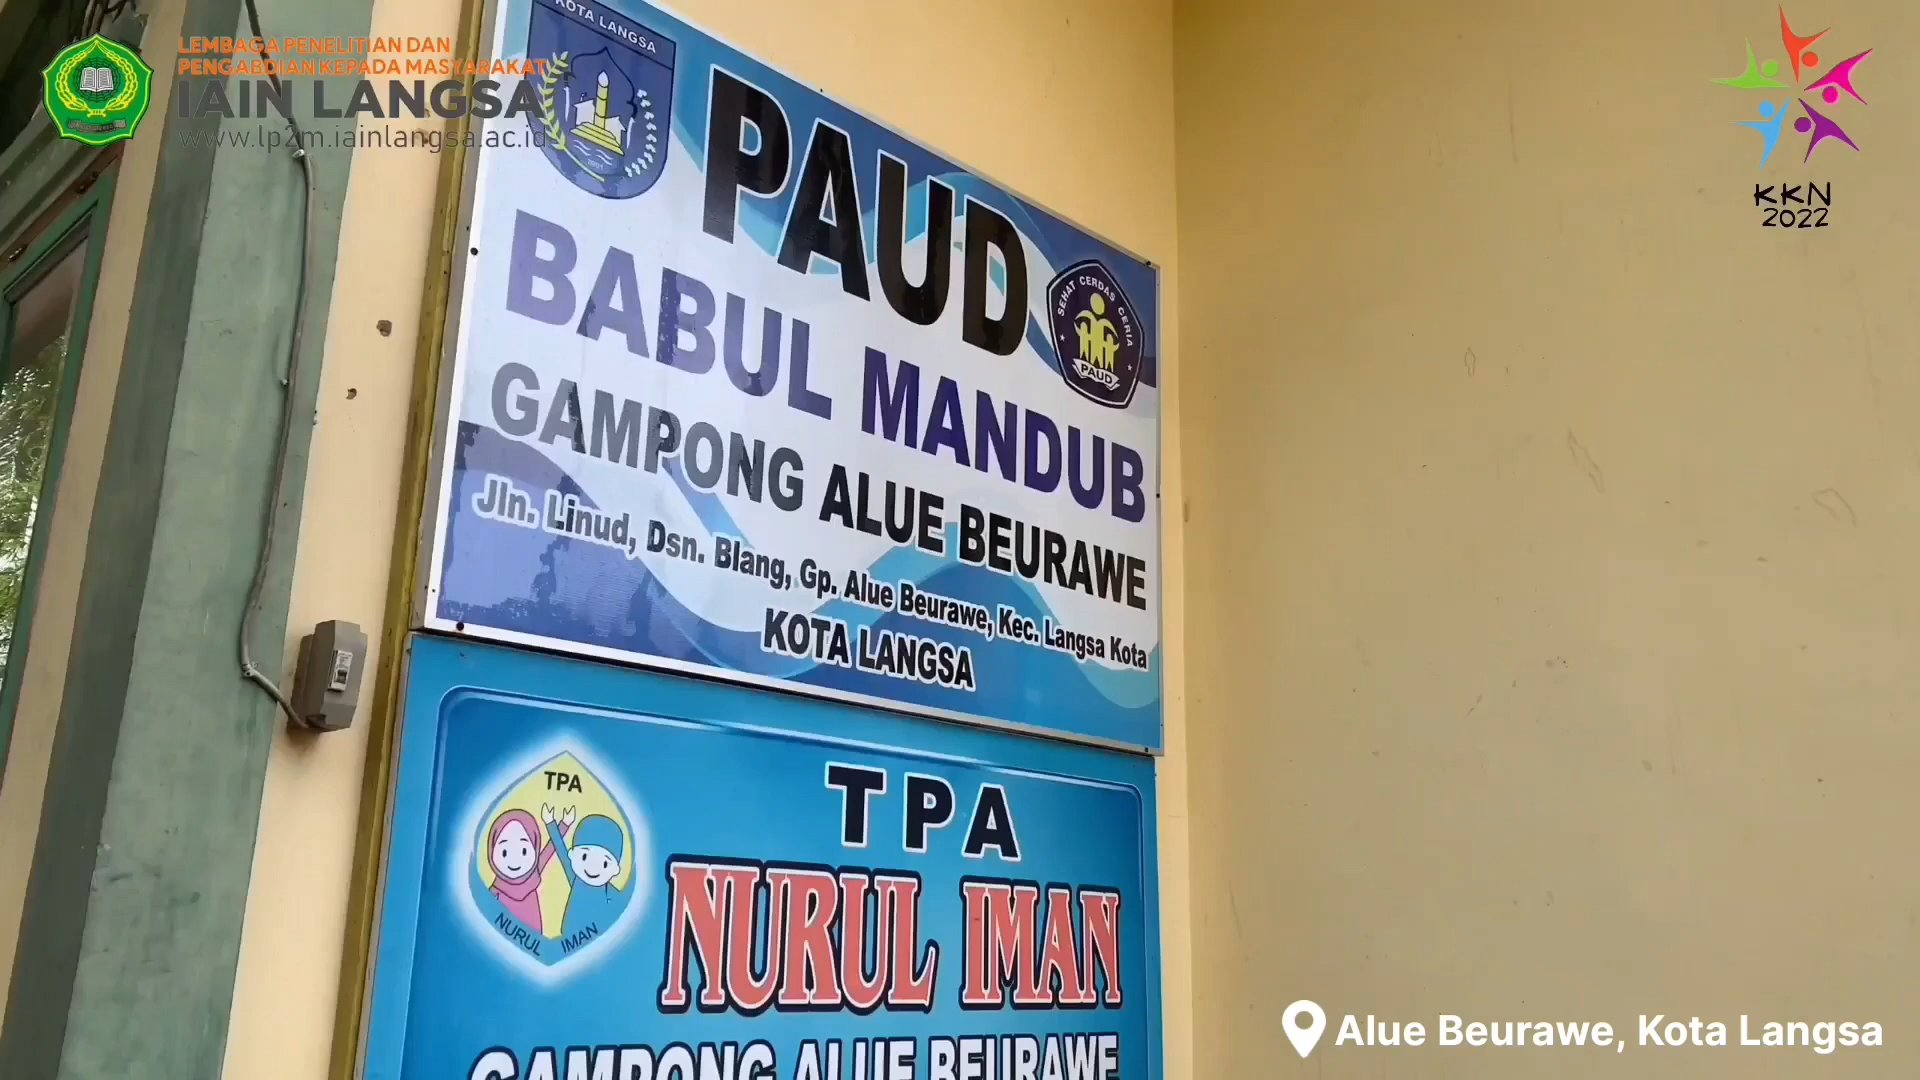 LEMBAGA PENELITIAN DAN
PENGABDIAN KEPADA MASYARAKAT
IAIN LANGSA
www.lp2m.iainlangsa.ac.id
KKN
2022
KOTA LANGSA
PAUD
SEHAT CERDAS CERIA
PAUD
BABUL MANDUB
GAMPONG ALUE BEURAWE
Jln. Linud, Dsn. Blang, Gp. Alue Beurawe, Kec. Langsa Kota
KOTA LANGSA
TPA
NURUL IMAN
TPA
NURUL IMAN
GAMPONG ALUE BEURAWE
Alue Beurawe, Kota Langsa